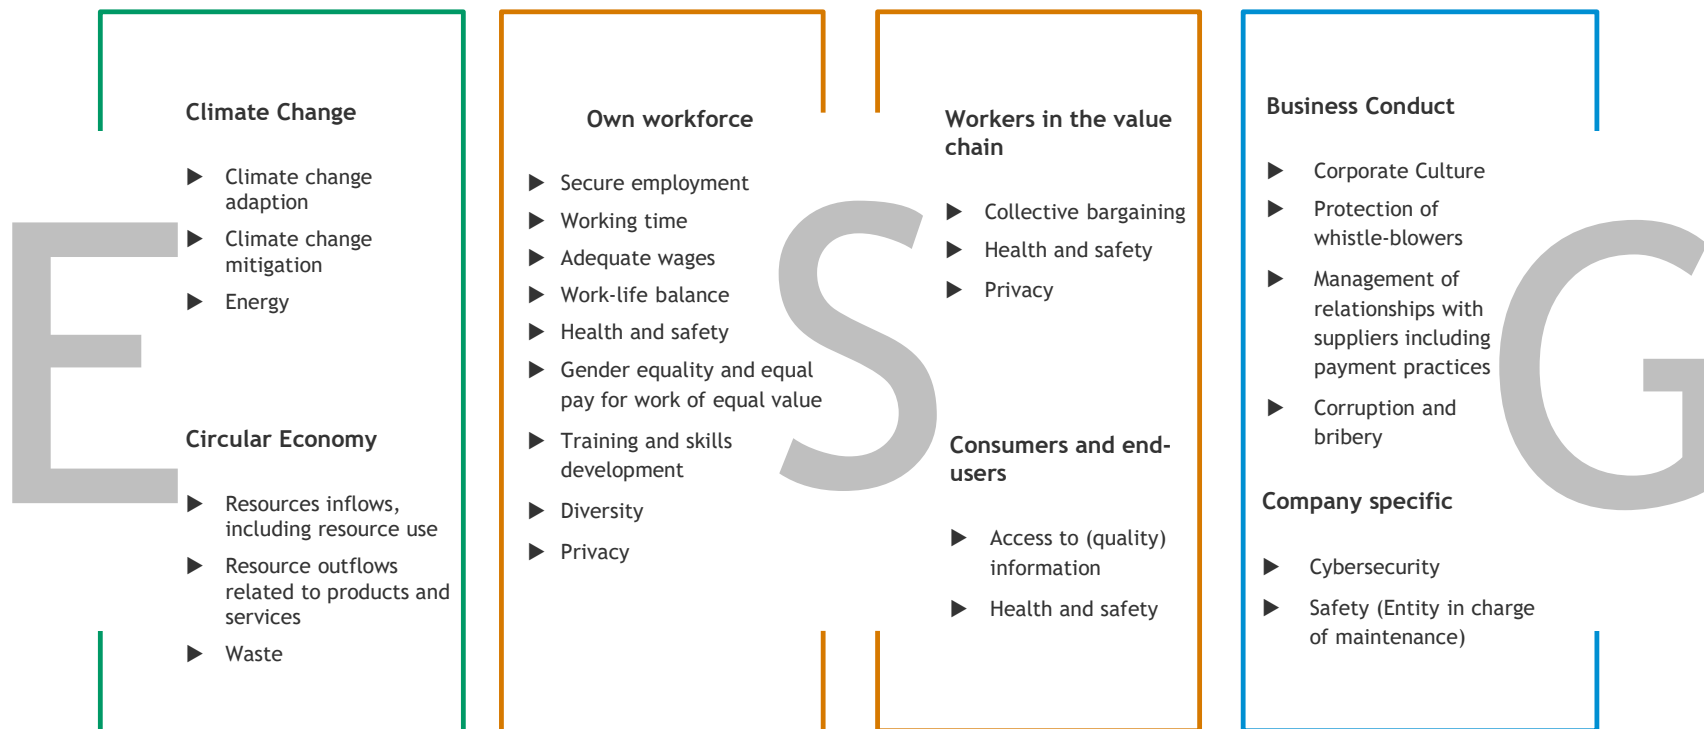 E
Climate Change
▶ Climate change
adaption
▶ Climate change
mitigation
▶ Energy
Circular Economy
▶ Resources inflows,
including resource use
▶ Resource outflows
related to products and
services
▶ Waste
S
Own workforce
▶ Secure employment
▶ Working time
▶ Adequate wages
▶ Work-life balance
▶ Health and safety
▶ Gender equality and equal
pay for work of equal value
▶ Training and skills
development
▶ Diversity
▶ Privacy
Workers in the value
chain
▶ Collective bargaining
▶ Health and safety
▶ Privacy
Consumers and end-
users
▶ Access to (quality)
information
▶ Health and safety
G
Business Conduct
▶ Corporate Culture
▶ Protection of
whistle-blowers
▶ Management of
relationships with
suppliers including
payment practices
▶ Corruption and
bribery
Company specific
▶ Cybersecurity
▶ Safety (Entity in charge
of maintenance)